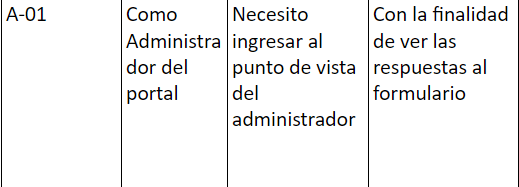 A-01
Como
Administra
dor del
portal
Necesito
ingresar al
punto de vista
del
administrador
Con la finalidad
de ver las
respuestas al
formulario